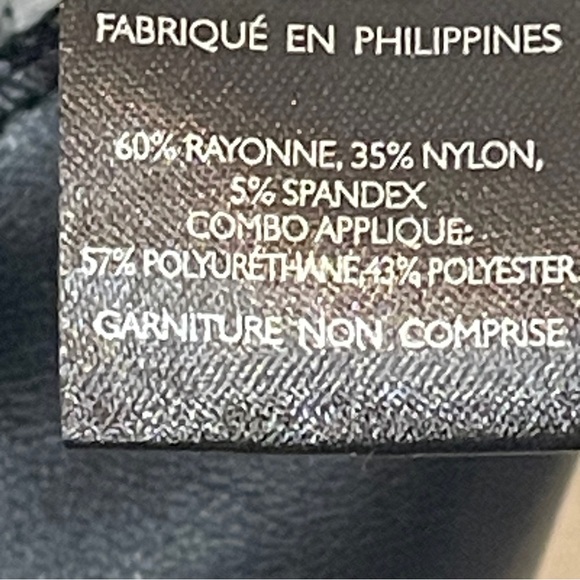 FABRIQUÉ EN PHILIPPINES
60% RAYONNE, 35% NYLON,
5% SPANDEX
COMBO APPLIQUE:
57% POLYURÉTHANE,43% POLYESTER
GARNITURE NON COMPRISE